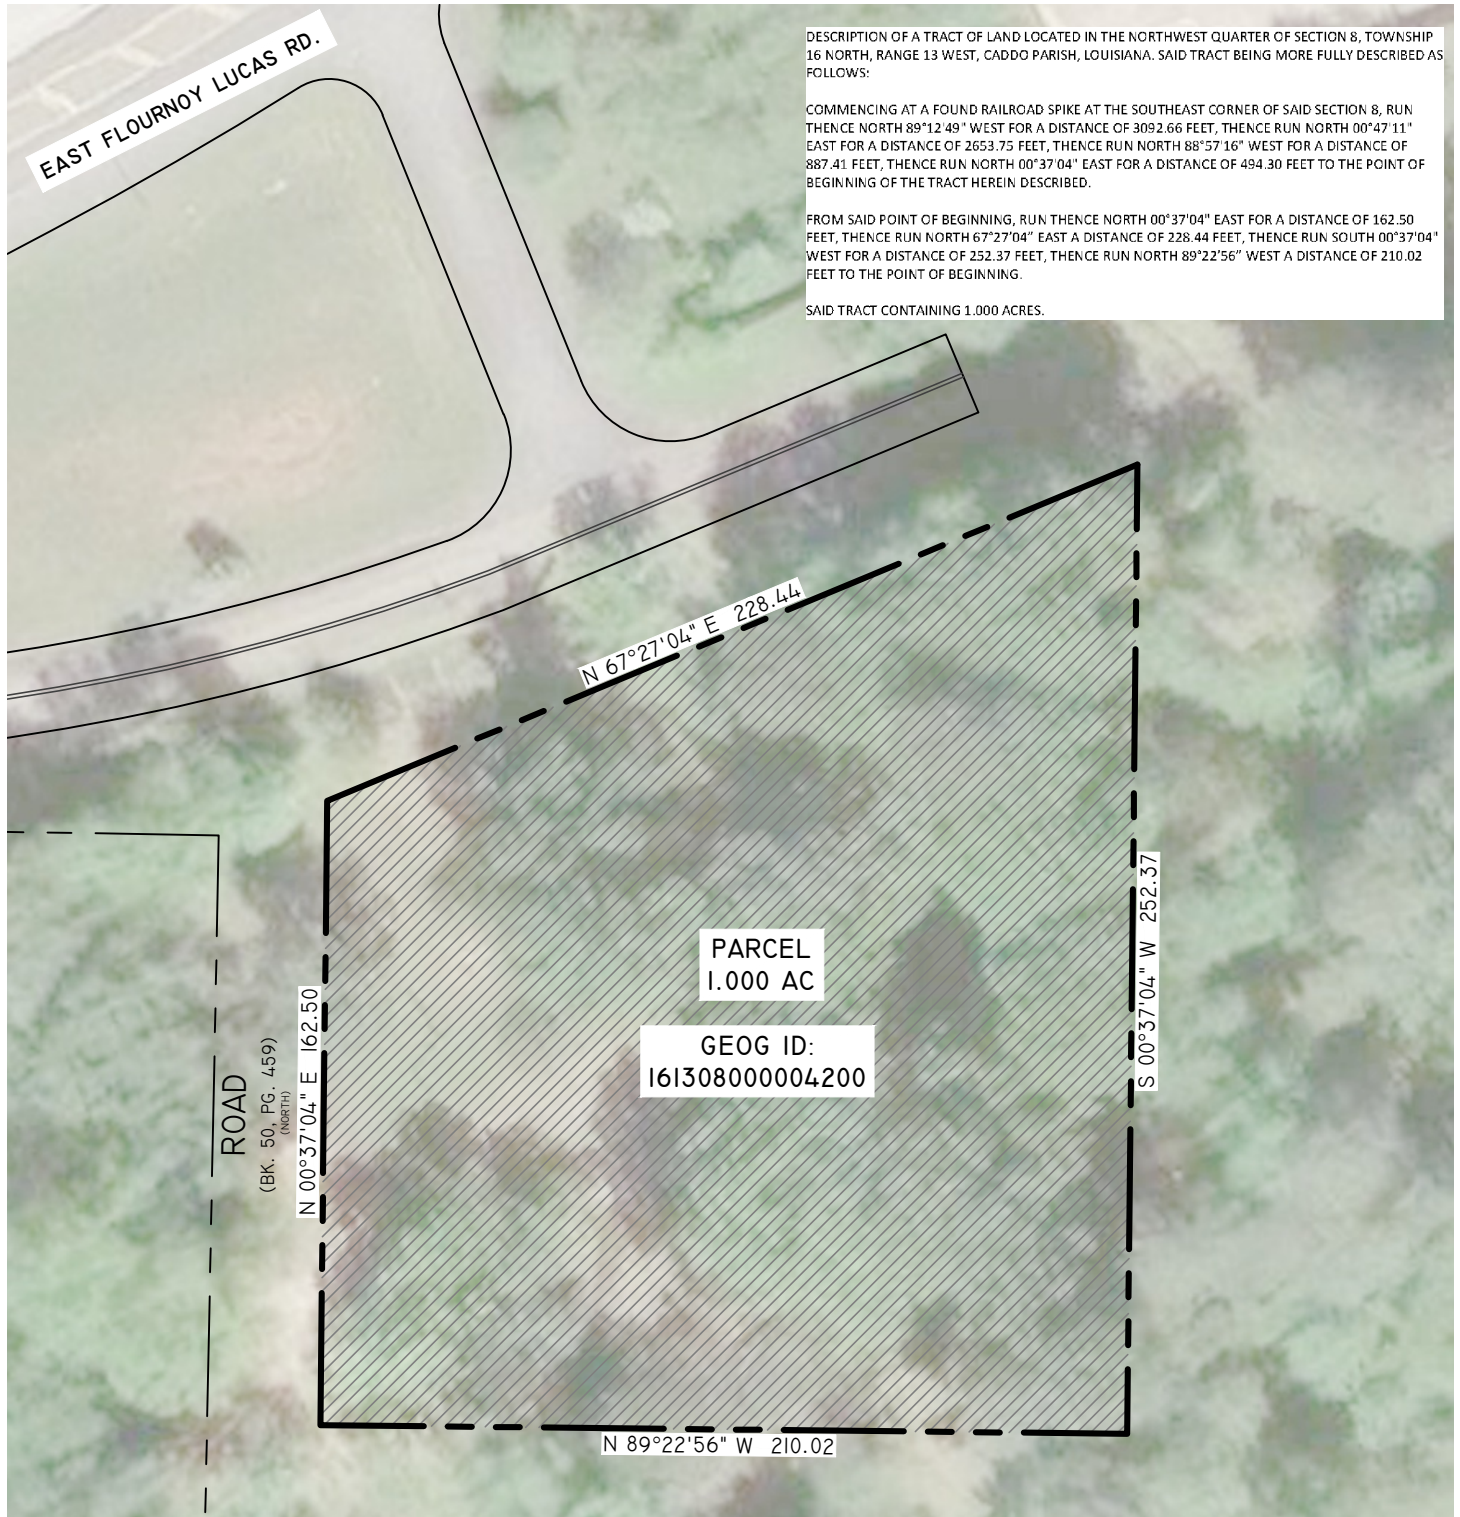 EAST FLOURNOY LUCAS RD.
DESCRIPTION OF A TRACT OF LAND LOCATED IN THE NORTHWEST QUARTER OF SECTION 8, TOWNSHIP
16 NORTH, RANGE 13 WEST, CADDO PARISH, LOUISIANA. SAID TRACT BEING MORE FULLY DESCRIBED AS
FOLLOWS:
COMMENCING AT A FOUND RAILROAD SPIKE AT THE SOUTHEAST CORNER OF SAID SECTION 8, RUN
THENCE NORTH 89°12'49" WEST FOR A DISTANCE OF 3092.66 FEET, THENCE RUN NORTH 00°47'11"
EAST FOR A DISTANCE OF 2653.75 FEET, THENCE RUN NORTH 88°57'16" WEST FOR A DISTANCE OF
887.41 FEET, THENCE RUN NORTH 00°37'04" EAST FOR A DISTANCE OF 494.30 FEET TO THE POINT OF
BEGINNING OF THE TRACT HEREIN DESCRIBED.
FROM SAID POINT OF BEGINNING, RUN THENCE NORTH 00°37'04" EAST FOR A DISTANCE OF 162.50
FEET, THENCE RUN NORTH 67°27’04” EAST A DISTANCE OF 228.44 FEET, THENCE RUN SOUTH 00°37'04"
WEST FOR A DISTANCE OF 252.37 FEET, THENCE RUN NORTH 89°22’56” WEST A DISTANCE OF 210.02
FEET TO THE POINT OF BEGINNING.
SAID TRACT CONTAINING 1.000 ACRES.
N 67°27'04" E 228.44
S 00°37'04" W 252.37
PARCEL
1.000 AC
GEOG ID:
161308000004200
N 00°37'04" E 162.50
ROAD
(BK. 50, PG. 459)
(NORTH)
N 89°22'56" W 210.02